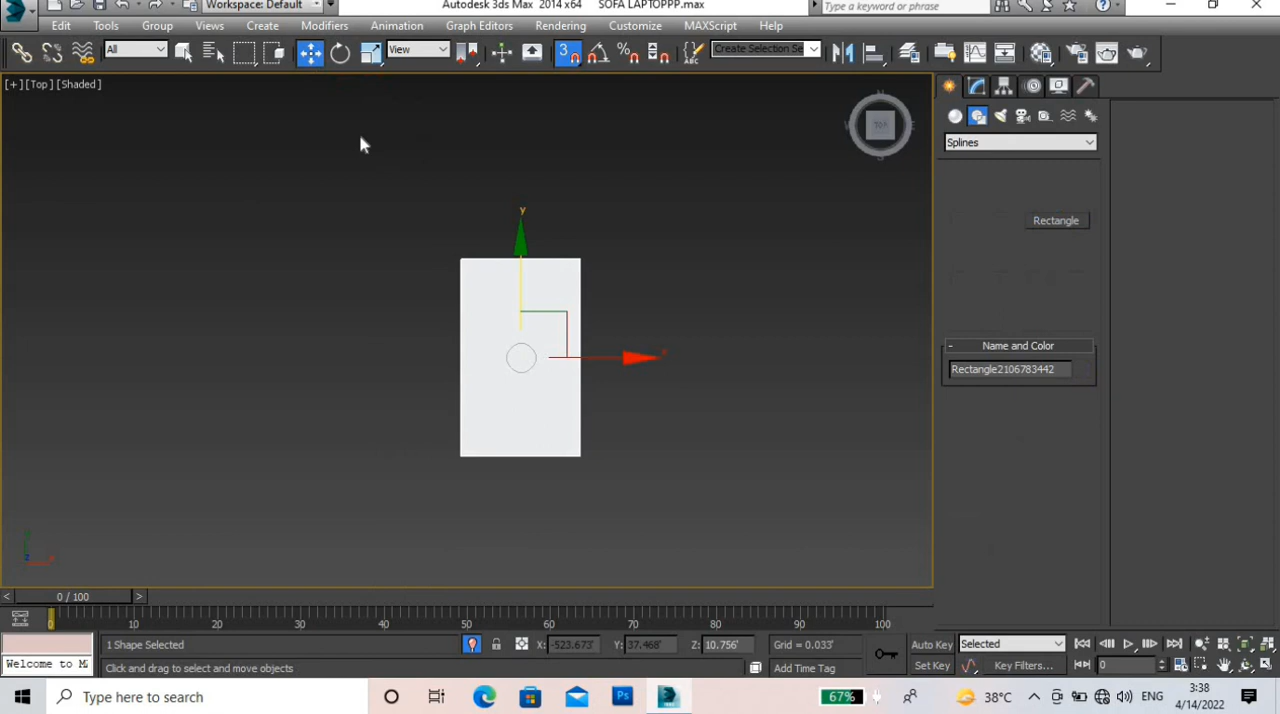 Autodesk 3ds Max 2014 x64 SOFA LAPTOPPP.max
Workspace: Default
Type a keyword or phrase
Edit Tools Group Views Create Modifiers Animation Graph Editors Rendering Customize MAXScript Help
All
View
3
Create Selection Se
[+] [Top] [Shaded]
TOP
Splines
Rectangle
y
x
Name and Color
Rectangle2106783442
0 / 100
0 10 20 30 40 50 60 70 80 90 100
1 Shape Selected
X: -523.673' Y: 37.468' Z: 10.756' Grid = 0.033'
Auto Key
Selected
Welcome to M
Click and drag to select and move objects
Add Time Tag
Set Key
Key Filters...
0
Type here to search
Ps
67%
38°C
ENG
3:38
4/14/2022